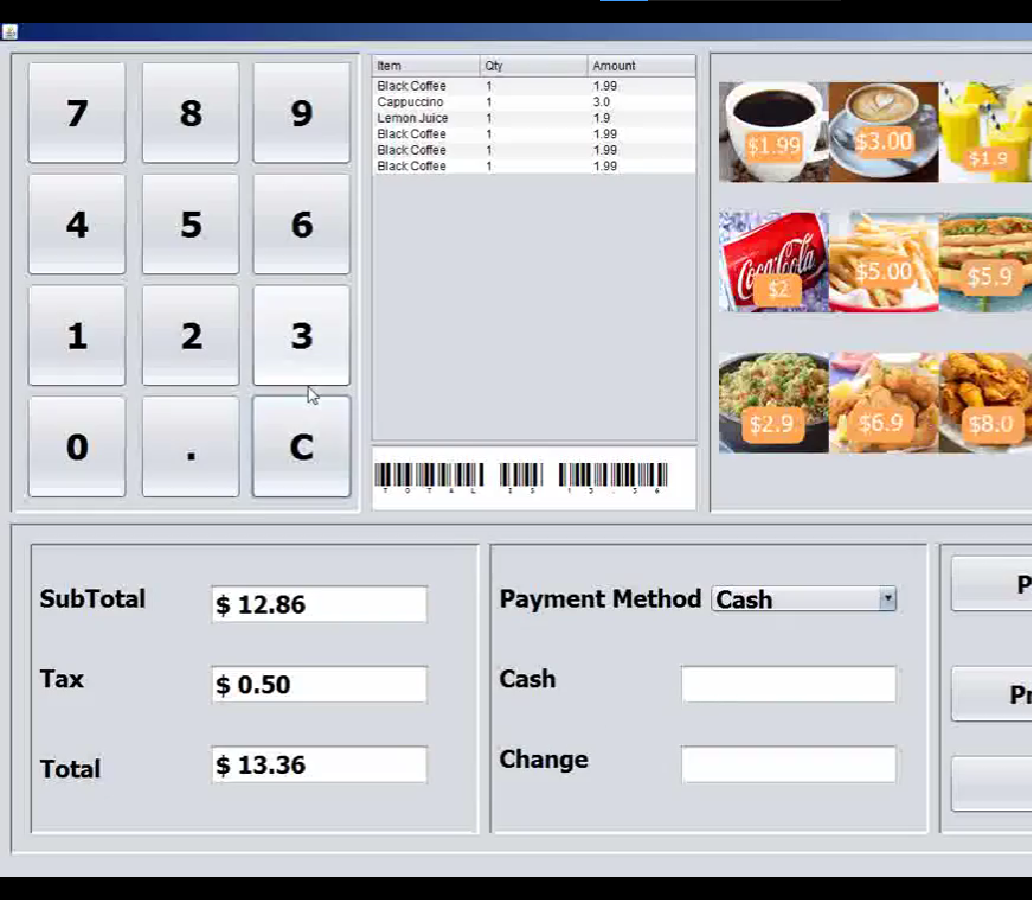 7 8 9
4 5 6
1 2 3
0 . C
Item Qty Amount
Black Coffee 1 1.99
Cappuccino 1 3.0
Lemon Juice 1 1.9
Black Coffee 1 1.99
Black Coffee 1 1.99
Black Coffee 1 1.99
$1.99 $3.00 $1.9
Coca-Cola
$2 $5.00 $5.9
$2.9 $6.9 $8.0
SubTotal $ 12.86
Tax $ 0.50
Total $ 13.36
Payment Method Cash
Cash
Change